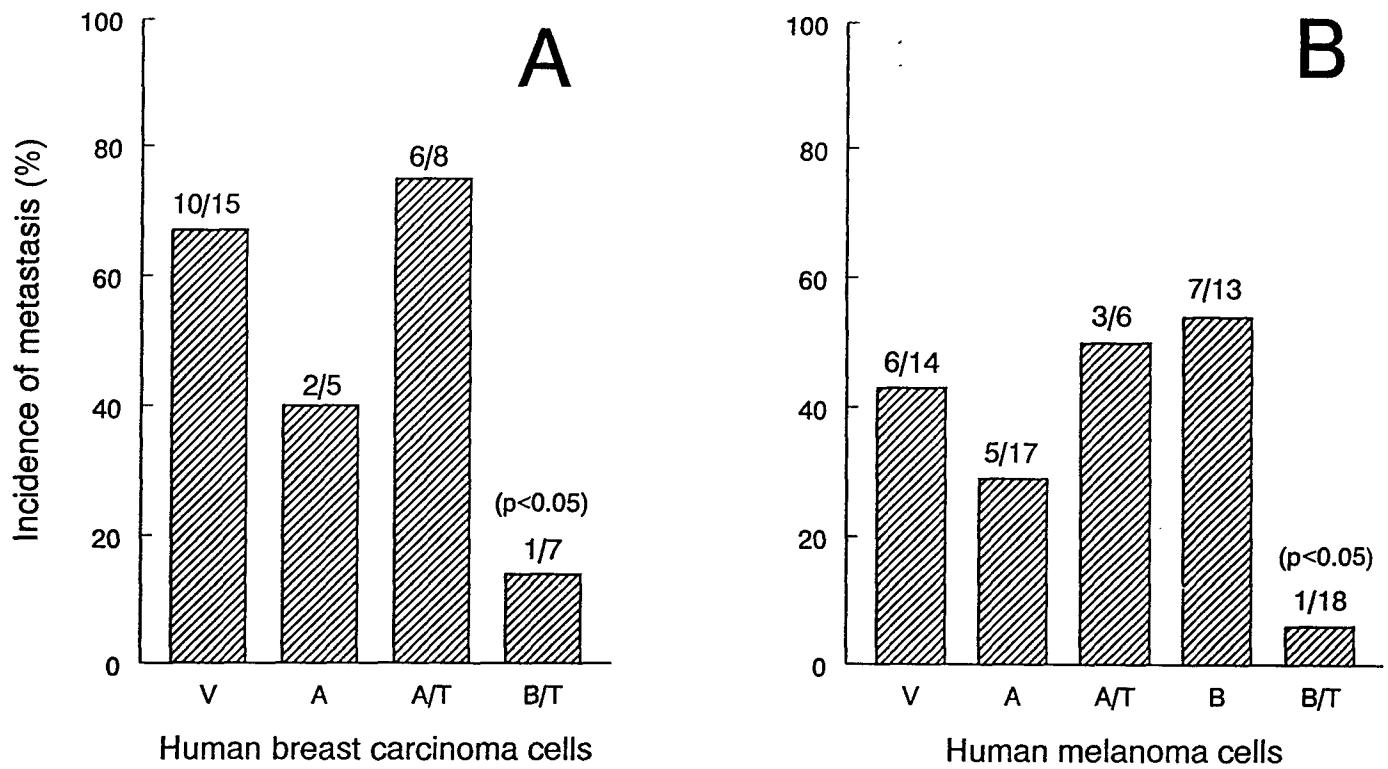 A
Incidence of metastasis (%)
100
80
60
40
20
0
10/15
2/5
6/8
(p<0.05)
1/7
V A A/T B/T
Human breast carcinoma cells
B
100
80
60
40
20
0
6/14
5/17
3/6
7/13
(p<0.05)
1/18
V A A/T B B/T
Human melanoma cells